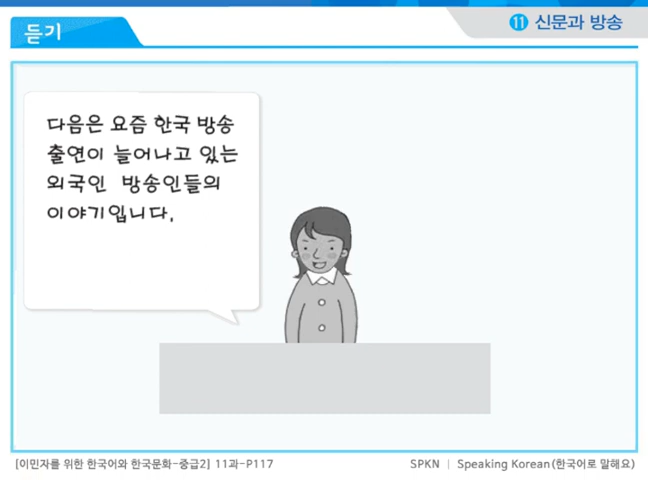 듣기
11 신문과 방송
다음은 요즘 한국 방송
출연이 늘어나고 있는
외국인 방송인들의
이야기입니다.
[이민자를 위한 한국어와 한국문화-중급2] 11과-P117
SPKN | Speaking Korean(한국어로 말해요)